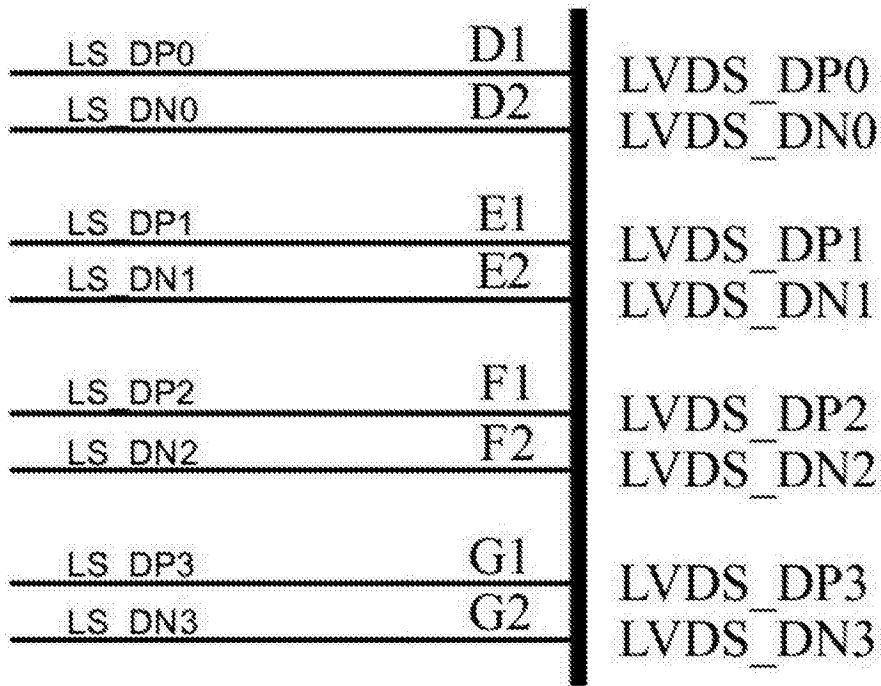 LS_DP0 D1 LVDS_DP0
LS_DN0 D2 LVDS_DN0
LS_DP1 E1 LVDS_DP1
LS_DN1 E2 LVDS_DN1
LS_DP2 F1 LVDS_DP2
LS_DN2 F2 LVDS_DN2
LS_DP3 G1 LVDS_DP3
LS_DN3 G2 LVDS_DN3